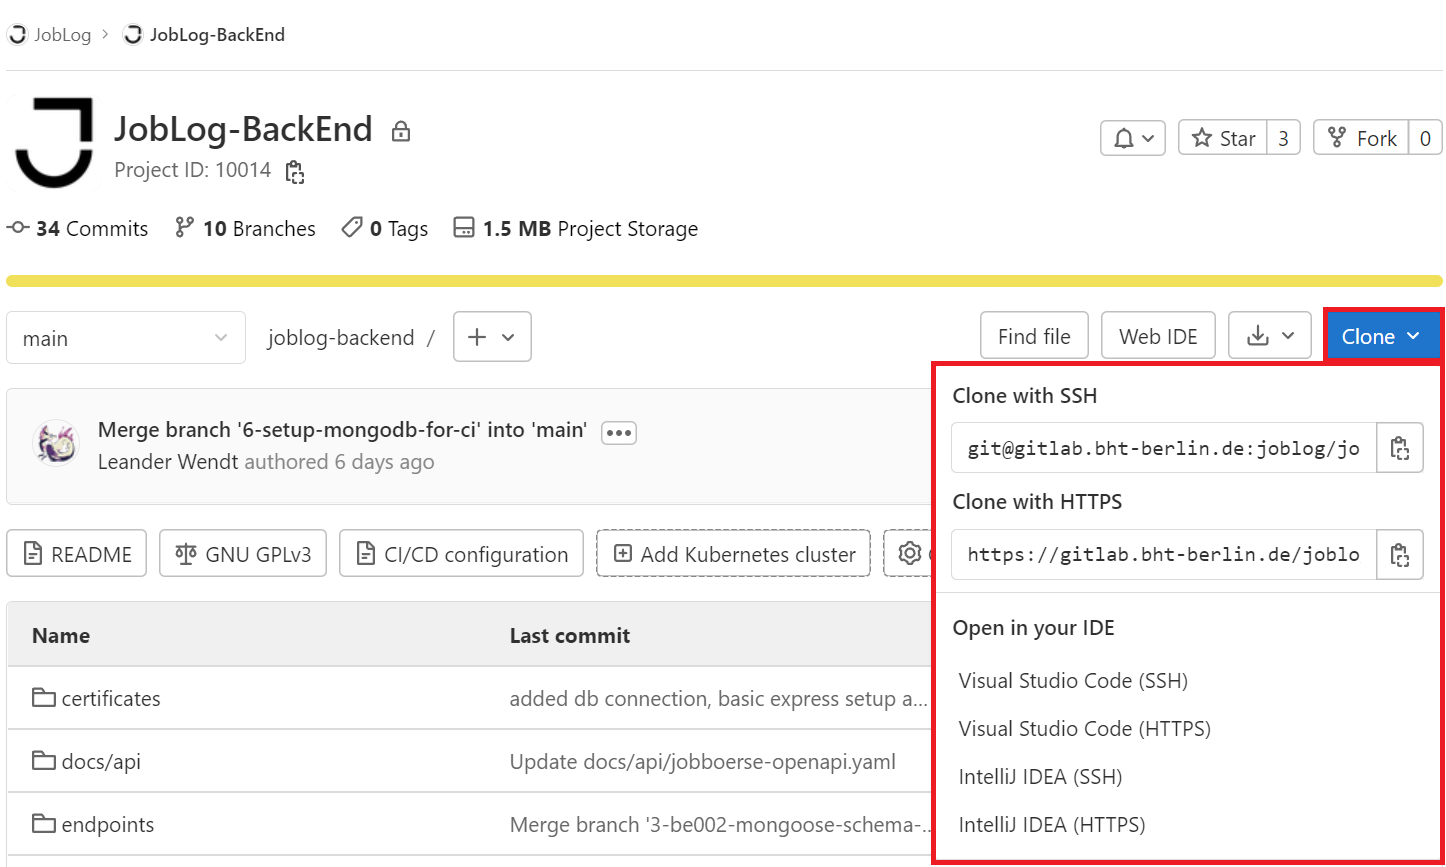 JobLog > JobLog-BackEnd
JobLog-BackEnd
Project ID: 10014
Star 3
Fork 0
34 Commits 10 Branches 0 Tags 1.5 MB Project Storage
main
joblog-backend /
Find file
Web IDE
Clone
Clone with SSH
git@gitlab.bht-berlin.de:joblog/jo
Clone with HTTPS
https://gitlab.bht-berlin.de/joblo
Open in your IDE
Visual Studio Code (SSH)
Visual Studio Code (HTTPS)
IntelliJ IDEA (SSH)
IntelliJ IDEA (HTTPS)
Merge branch '6-setup-mongodb-for-ci' into 'main'
Leander Wendt authored 6 days ago
README
GNU GPLv3
CI/CD configuration
Add Kubernetes cluster
Name Last commit
certificates added db connection, basic express setup a...
docs/api Update docs/api/jobboerse-openapi.yaml
endpoints Merge branch '3-be002-mongoose-schema-..